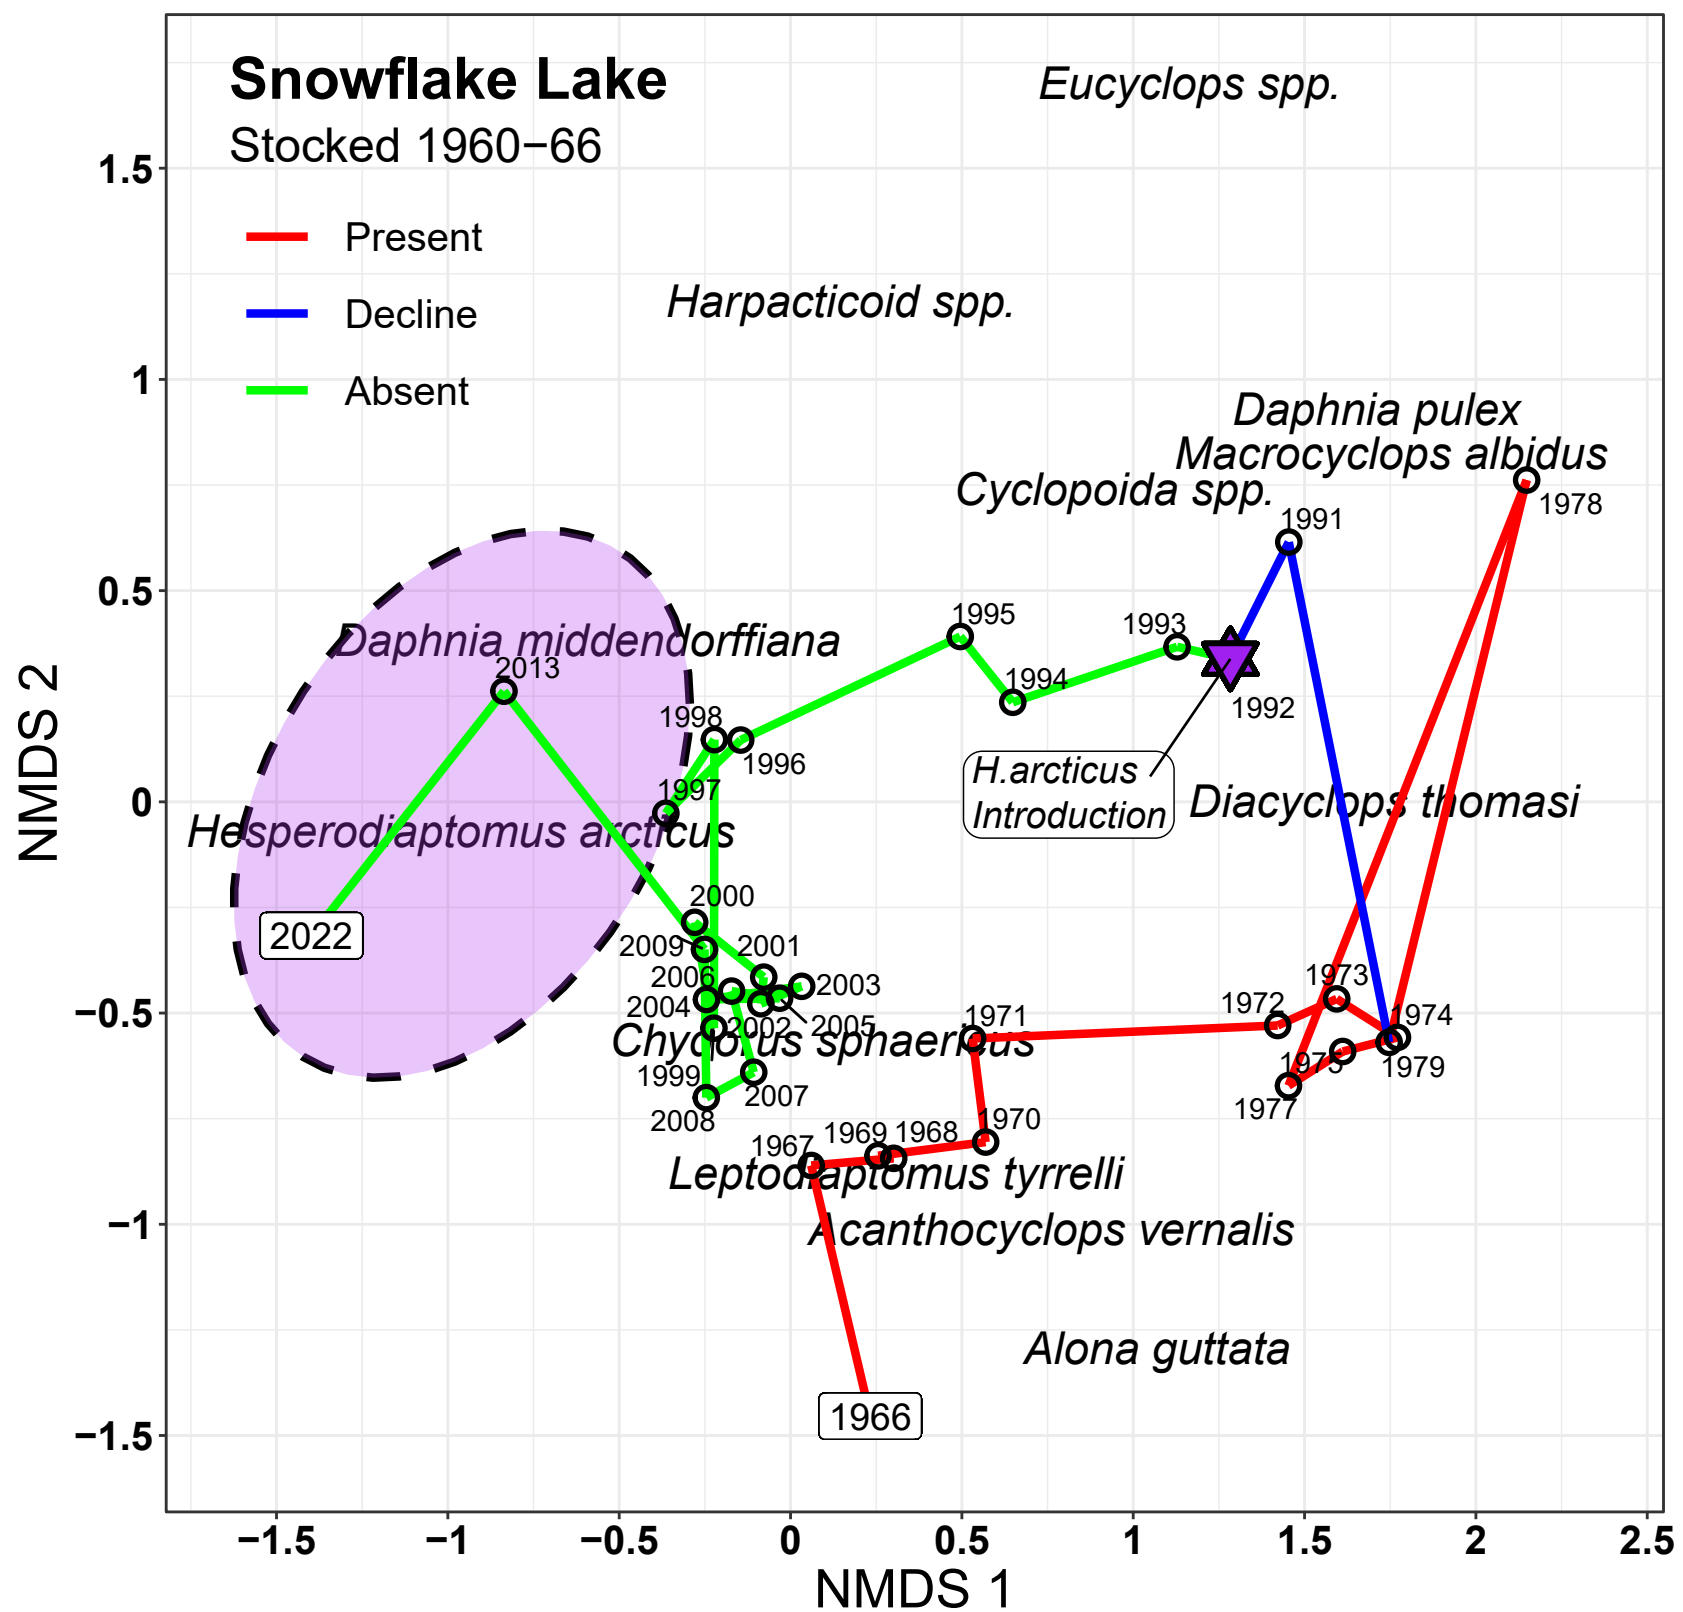 Snowflake Lake
Stocked 1960−66
Present
Decline
Absent
Eucyclops spp.
Harpacticoid spp.
Daphnia pulex
Macrocyclops albidus
Cyclopoida spp.
1978
1991
Daphnia middendorffiana
2013
1995
1993
1994
1992
1998
1996
1997
H.arcticus
Introduction
Diacyclops thomasi
Hesperodiaptomus arcticus
2000
2022
2009
2001
2006
2003
2004
2002
2005
1971
1972
1973
1974
Chydorus sphaericus
1999
2007
2008
1975
1979
1977
1967
1969
1968
1970
Leptodiaptomus tyrrelli
Acanthocyclops vernalis
Alona guttata
1966
1.5
1
0.5
0
−0.5
−1
−1.5
NMDS 2
−1.5
−1
−0.5
0
0.5
1
1.5
2
2.5
NMDS 1